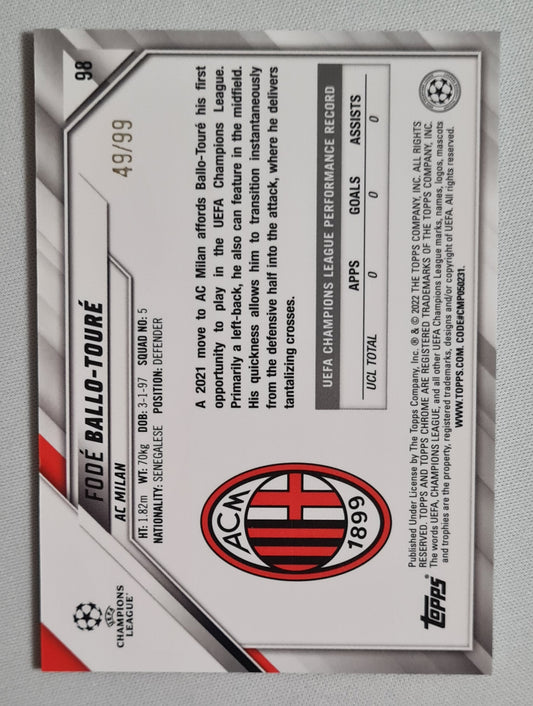 98
49/99
FODÉ BALLO-TOURÉ
AC MILAN
HT: 1.82m WT: 70kg DOB: 3-1-97 SQUAD NO: 5
NATIONALITY: SENEGALESE POSITION: DEFENDER
UEFA
CHAMPIONS
LEAGUE®
A 2021 move to AC Milan affords Ballo-Touré his first
opportunity to play in the UEFA Champions League.
Primarily a left-back, he also can feature in the midfield.
His quickness allows him to transition instantaneously
from the defensive half into the attack, where he delivers
tantalizing crosses.
ACM
1899
UEFA CHAMPIONS LEAGUE PERFORMANCE RECORD
APPS GOALS ASSISTS
UCL TOTAL 0 0 0
topps®
Published Under License by The Topps Company, Inc. ® & © 2022 THE TOPPS COMPANY, INC. ALL RIGHTS
RESERVED. TOPPS AND TOPPS CHROME ARE REGISTERED TRADEMARKS OF THE TOPPS COMPANY, INC.
The words UEFA, CHAMPIONS LEAGUE, and all other UEFA Champions League marks, names, logos, mascots
and trophies are the property, registered trademarks, designs and/or copyright of UEFA. All rights reserved.
WWW.TOPPS.COM. CODE#CMP050231.